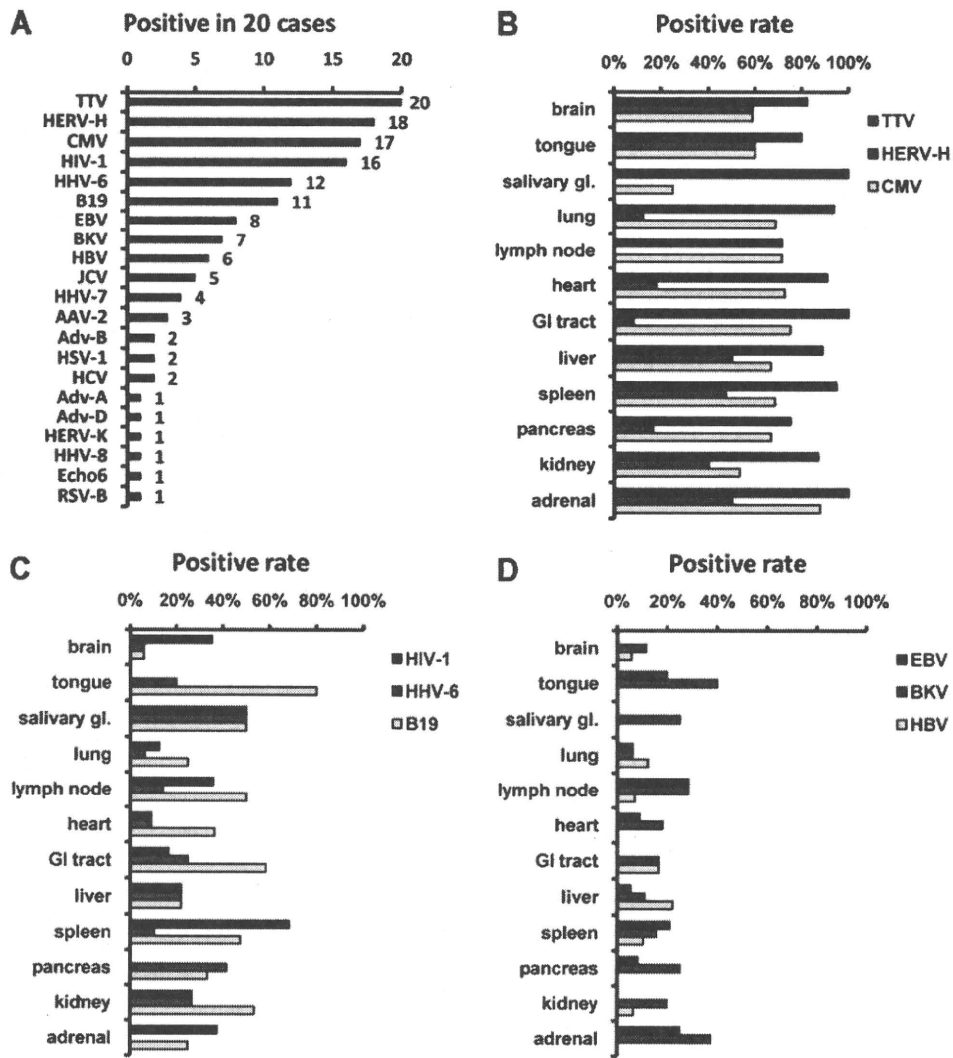 A
Positive in 20 cases
0 5 10 15 20
TTV 20
HERV-H 18
CMV 17
HIV-1 16
HHV-6 12
B19 11
EBV 8
BKV 7
HBV 6
JCV 5
HHV-7 4
AAV-2 3
Adv-B 2
HSV-1 2
HCV 2
Adv-A 1
Adv-D 1
HERV-K 1
HHV-8 1
Echo6 1
RSV-B 1
B
Positive rate
0% 20% 40% 60% 80% 100%
brain
tongue
salivary gl.
lung
lymph node
heart
GI tract
liver
spleen
pancreas
kidney
adrenal
TTV
HERV-H
CMV
C
Positive rate
0% 20% 40% 60% 80% 100%
brain
tongue
salivary gl.
lung
lymph node
heart
GI tract
liver
spleen
pancreas
kidney
adrenal
HIV-1
HHV-6
B19
D
Positive rate
0% 20% 40% 60% 80% 100%
brain
tongue
salivary gl.
lung
lymph node
heart
GI tract
liver
spleen
pancreas
kidney
adrenal
EBV
BKV
HBV